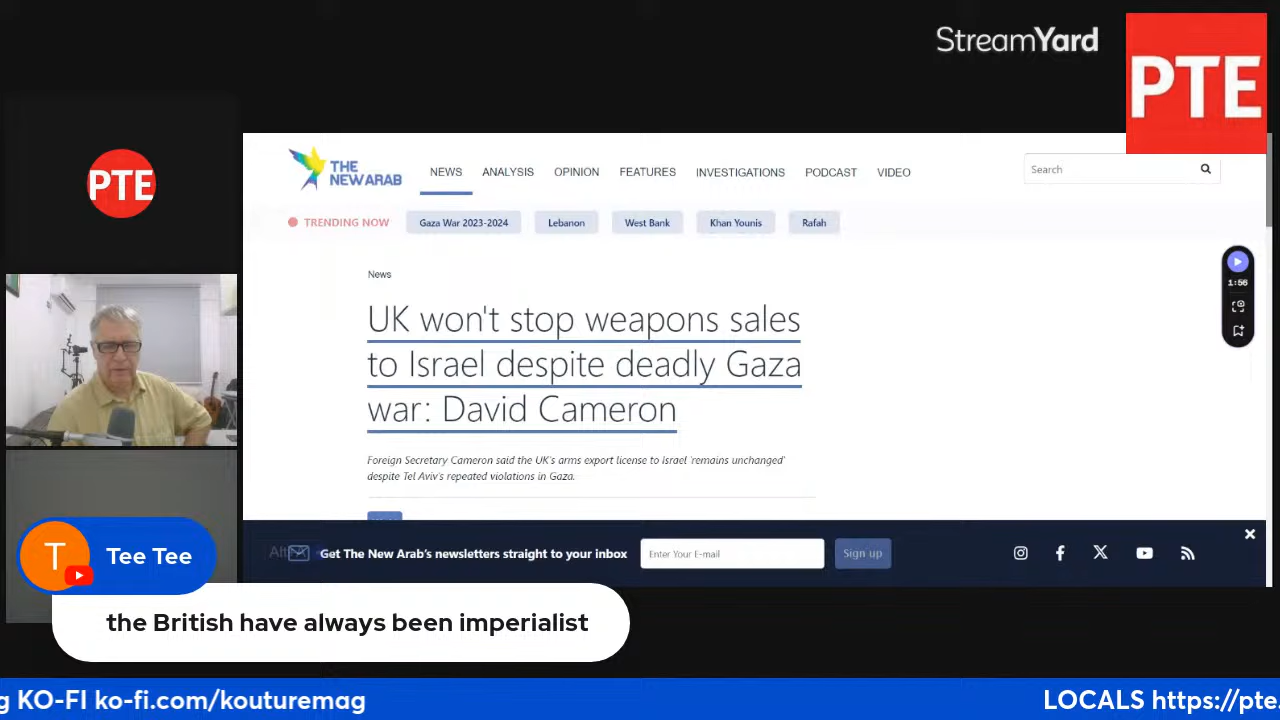 StreamYard
PTE
PTE
THE
NEW ARAB
NEWS ANALYSIS OPINION FEATURES INVESTIGATIONS PODCAST VIDEO
Search
TRENDING NOW Gaza War 2023-2024 Lebanon West Bank Khan Younis Rafah
News
1:56
UK won't stop weapons sales
to Israel despite deadly Gaza
war: David Cameron
Foreign Secretary Cameron said the UK's arms export license to Israel 'remains unchanged'
despite Tel Aviv's repeated violations in Gaza.
Get The New Arab's newsletters straight to your inbox Enter Your E-mail Sign up
T Tee Tee
the British have always been imperialist
g KO-FI ko-fi.com/kouturemag LOCALS https://pte.